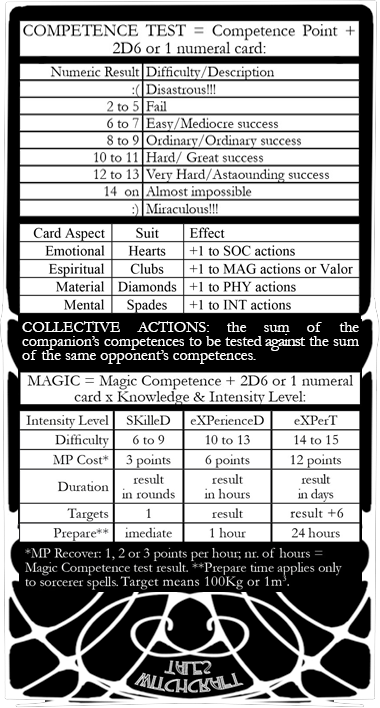 COMPETENCE TEST = Competence Point +
2D6 or 1 numeral card:
Numeric Result Difficulty/Description
:( Disastrous!!!
2 to 5 Fail
6 to 7 Easy/Mediocre success
8 to 9 Ordinary/Ordinary success
10 to 11 Hard/ Great success
12 to 13 Very Hard/Astaounding success
14 on Almost impossible
:) Miraculous!!!
Card Aspect Suit Effect
Emotional Hearts +1 to SOC actions
Espiritual Clubs +1 to MAG actions or Valor
Material Diamonds +1 to PHY actions
Mental Spades +1 to INT actions
COLLECTIVE ACTIONS: the sum of the
companion's competences to be tested against the sum
of the same opponent's competences.
MAGIC = Magic Competence + 2D6 or 1 numeral
card x Knowledge & Intensity Level:
Intensity Level SKilleD eXPerienceD eXPerT
Difficulty 6 to 9 10 to 13 14 to 15
MP Cost* 3 points 6 points 12 points
Duration result in rounds result in hours result in days
Targets 1 result result +6
Prepare** imediate 1 hour 24 hours
*MP Recover: 1, 2 or 3 points per hour; nr. of hours =
Magic Competence test result. **Prepare time applies only
to sorcerer spells. Target means 100Kg or 1m³.
WITCHCRAFT
TALES